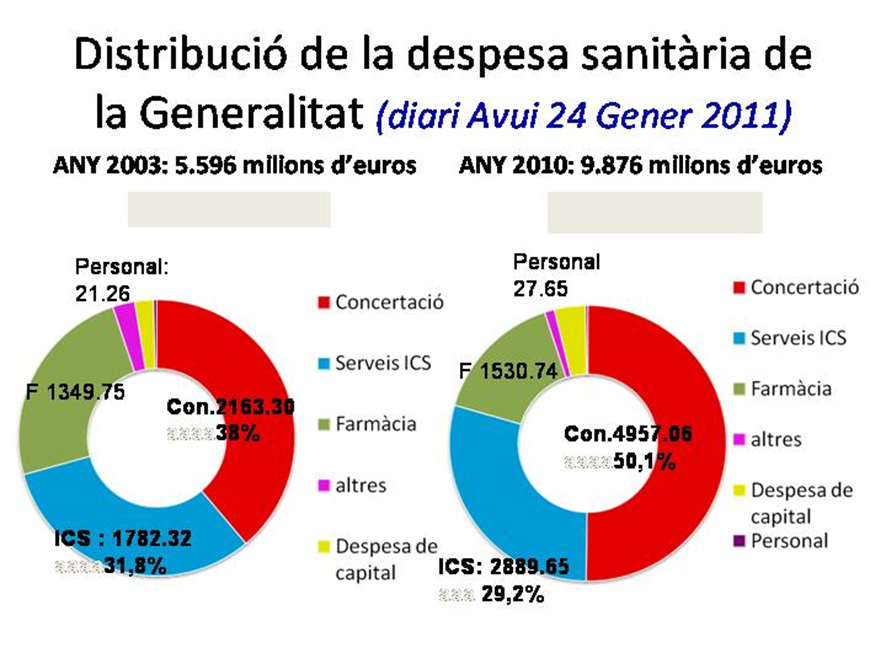 Distribució de la despesa sanitària de
la Generalitat (diari Avui 24 Gener 2011)
ANY 2003: 5.596 milions d'euros
ANY 2010: 9.876 milions d'euros
Personal:
21.26
F 1349.75
Con.2163.30
38%
ICS : 1782.32
31,8%
Concertació
Serveis ICS
Farmàcia
altres
Despesa de
capital
Personal
27.65
F 1530.74
Con.4957.06
50,1%
ICS: 2889.65
29,2%
Concertació
Serveis ICS
Farmàcia
altres
Despesa de
capital
Personal